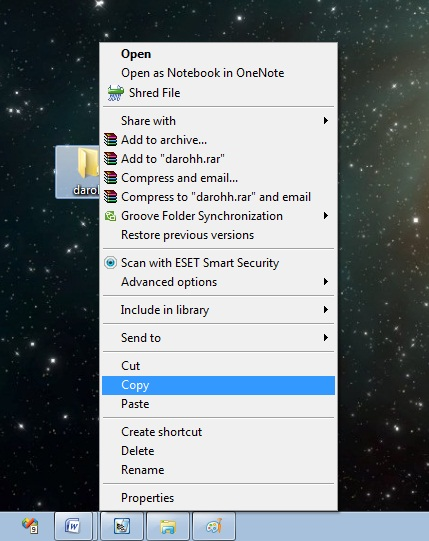 Open
Open as Notebook in OneNote
Shred File
Share with
Add to archive...
Add to "darohh.rar"
Compress and email...
Compress to "darohh.rar" and email
Groove Folder Synchronization
Restore previous versions
Scan with ESET Smart Security
Advanced options
Include in library
Send to
Cut
Copy
Paste
Create shortcut
Delete
Rename
Properties